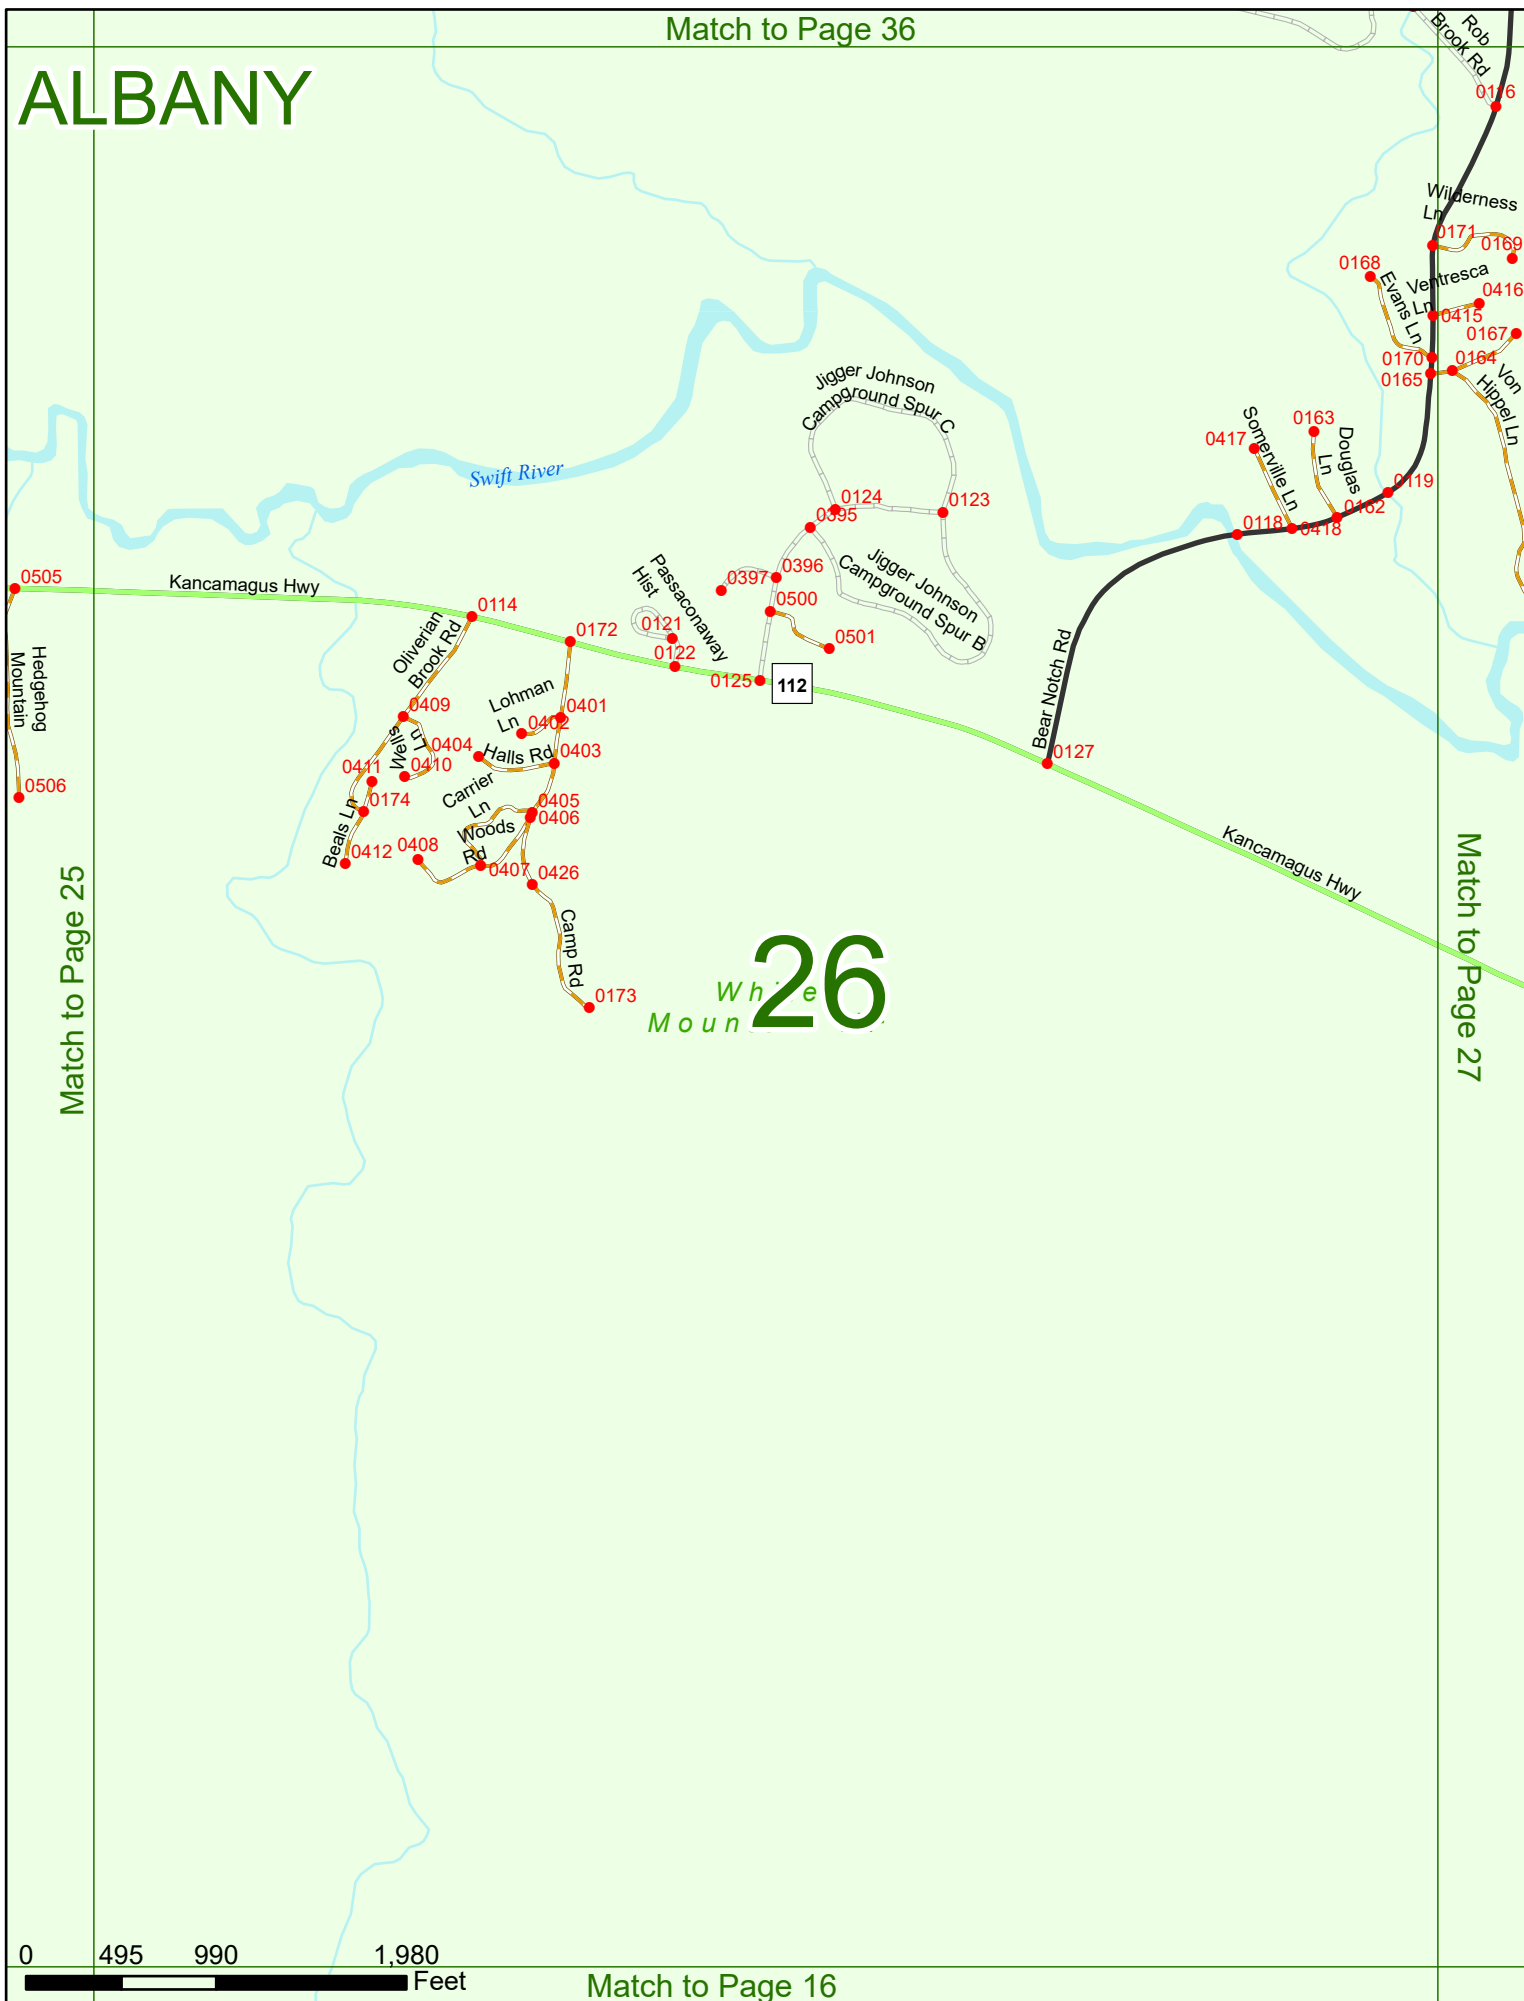 Match to Page 36
ALBANY
Rob
Brook Rd
0116
Wilderness
Ln
0171
0169
0168
Ventresca
Ln
0416
Evans Ln
0415
0167
0170
0164
0165
Von
Hippel Ln
Jigger Johnson
Campground Spur C
Somerville Ln
0163
0417
Douglas
Ln
Swift River
0124
0123
0119
0395
0162
0118
0418
Passaconaway
Hist
Jigger Johnson
Campground Spur B
0505
Kancamagus Hwy
0397
0396
0114
0500
0172
0121
0501
Oliverian
Brook Rd
0122
0125
112
Bear Notch Rd
Hedgehog
Mountain
Lohman
Ln
0409
0401
0402
Wells
Ln
0404
Halls Rd
0403
0127
0411
0410
0506
0174
Carrier
Ln
0405
0406
Beals Ln
Woods
Rd
0408
0412
0407
0426
Kancamagus Hwy
Match to Page 25
Match to Page 27
Camp Rd
0173
26
0
495
990
1,980
Feet
Match to Page 16